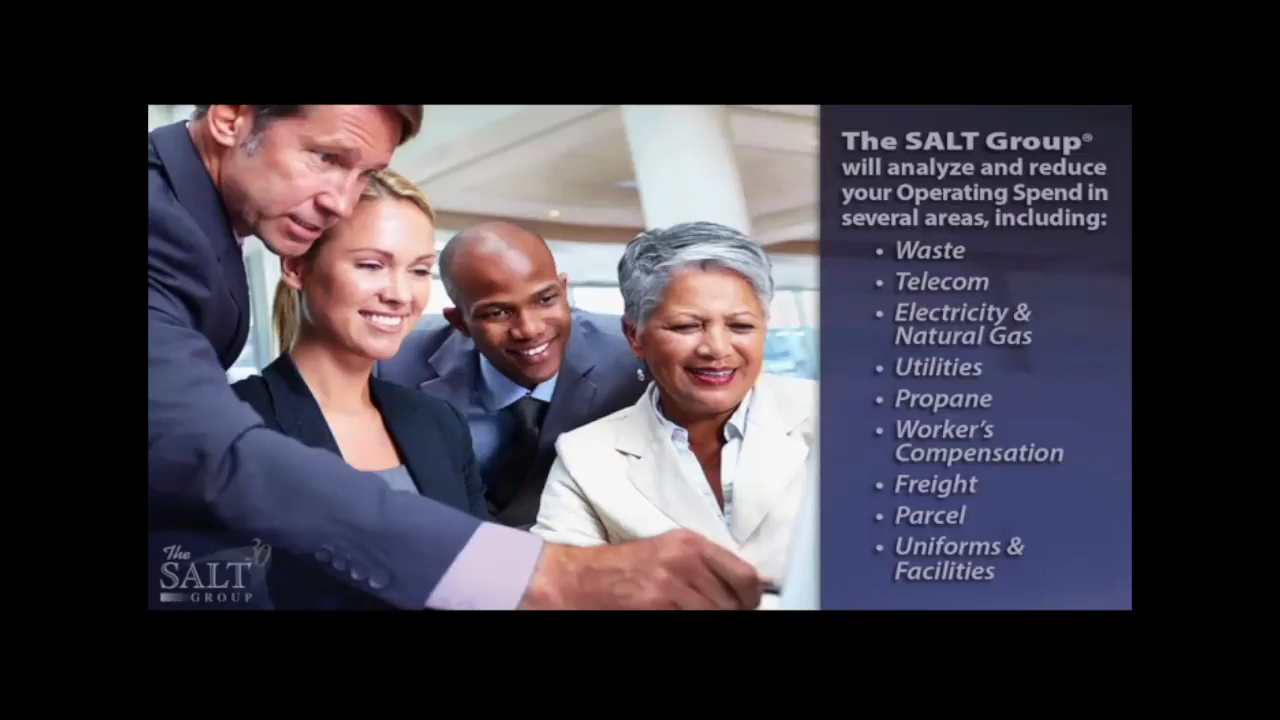 The SALT Group®
will analyze and reduce
your Operating Spend in
several areas, including:
• Waste
• Telecom
• Electricity &
Natural Gas
• Utilities
• Propane
• Worker's
Compensation
• Freight
• Parcel
• Uniforms &
Facilities
The 30
SALT
GROUP